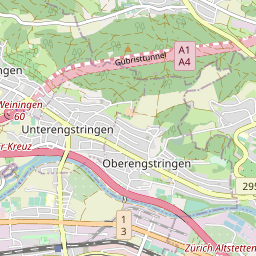 A1
A4
Gubristtunnel
ngen
Weiningen
60
Unterengstringen
r Kreuz
Oberengstringen
295
1
3
Zürich Altstetten